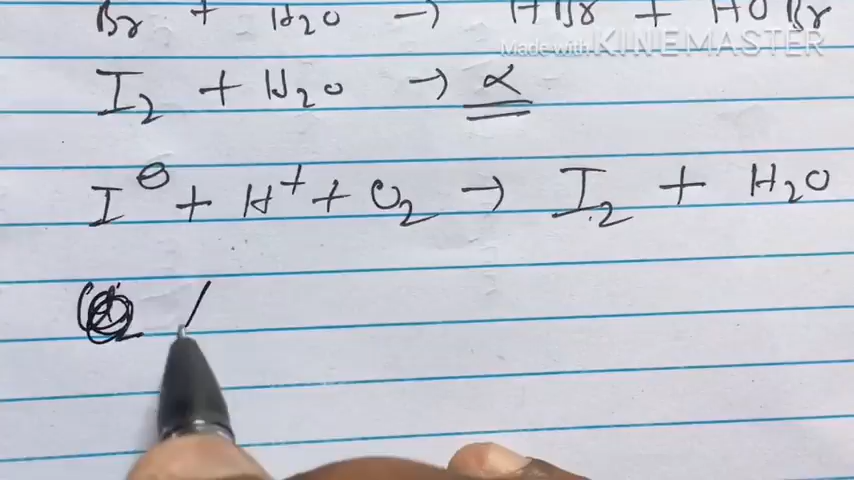 Br + H2O → HBr + HOBr
Made with KINEMASTER
I2 + H2O → ×
I⊖ + H+ + O2 → I2 + H2O